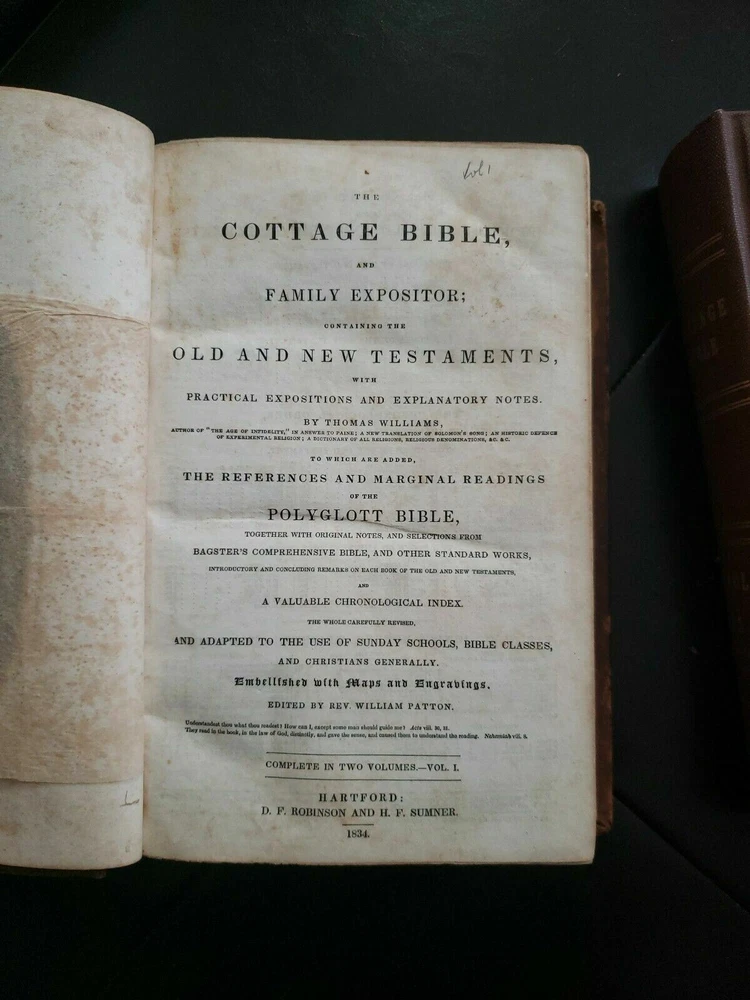 Vol 1
THE
COTTAGE BIBLE,
AND
FAMILY EXPOSITOR;
CONTAINING THE
OLD AND NEW TESTAMENTS,
WITH
PRACTICAL EXPOSITIONS AND EXPLANATORY NOTES.
BY THOMAS WILLIAMS,
AUTHOR OF "THE AGE OF INFIDELITY," IN ANSWER TO PAINE; A NEW TRANSLATION OF SOLOMON'S SONG; AN HISTORIC DEFENCE
OF EXPERIMENTAL RELIGION; A DICTIONARY OF ALL RELIGIONS, RELIGIOUS DENOMINATIONS, &C. &C.
TO WHICH ARE ADDED,
THE REFERENCES AND MARGINAL READINGS
OF THE
POLYGLOTT BIBLE,
TOGETHER WITH ORIGINAL NOTES, AND SELECTIONS FROM
BAGSTER'S COMPREHENSIVE BIBLE, AND OTHER STANDARD WORKS,
INTRODUCTORY AND CONCLUDING REMARKS ON EACH BOOK OF THE OLD AND NEW TESTAMENTS,
AND
A VALUABLE CHRONOLOGICAL INDEX.
THE WHOLE CAREFULLY REVISED,
AND ADAPTED TO THE USE OF SUNDAY SCHOOLS, BIBLE CLASSES,
AND CHRISTIANS GENERALLY.
Embellished with Maps and Engravings.
EDITED BY REV. WILLIAM PATTON.
Understandest thou what thou readest? How can I, except some man should guide me? Acts viii. 30, 31.
They read in the book, in the law of God, distinctly, and gave the sense, and caused them to understand the reading. Nehemiah viii. 8.
COMPLETE IN TWO VOLUMES.—VOL. I.
HARTFORD:
D. F. ROBINSON AND H. F. SUMNER.
1834.